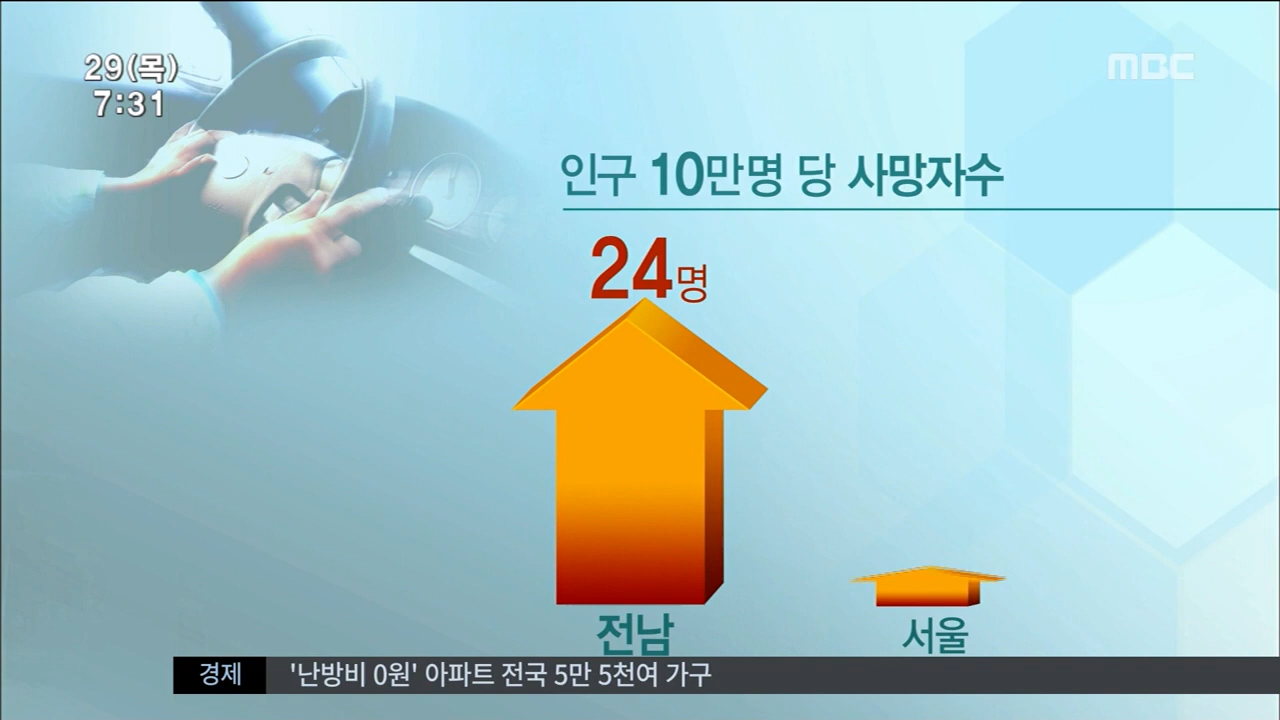 29(목)
7:31
MBC
인구 10만명 당 사망자수
24명
전남
서울
경제
'난방비 0원' 아파트 전국 5만 5천여 가구